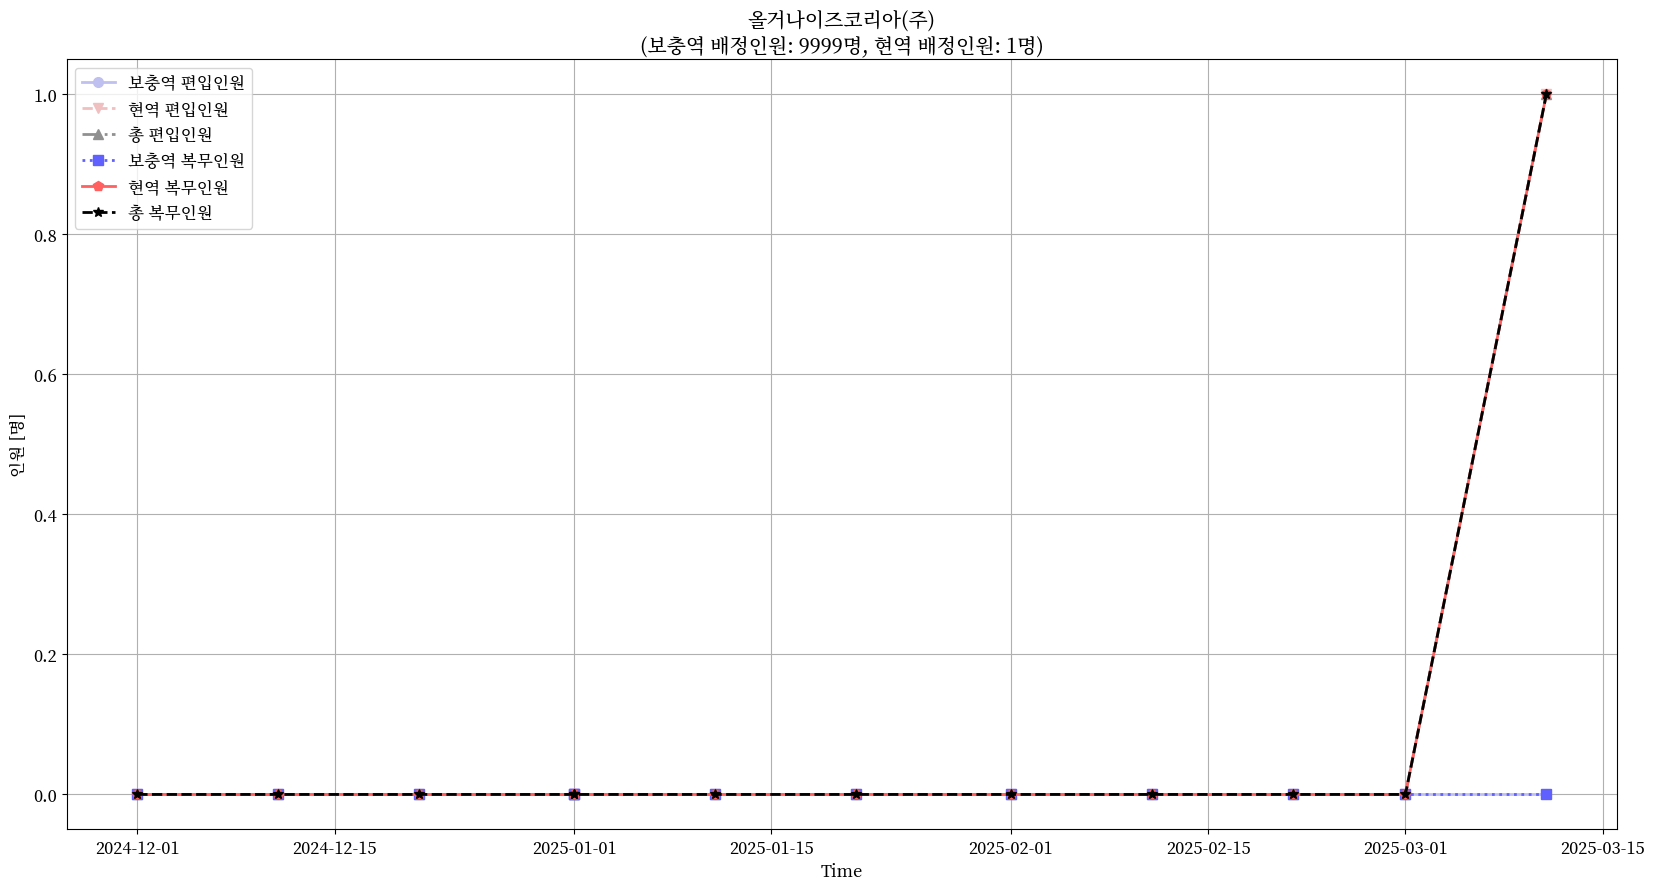 올거나이즈코리아(주)
(보충역 배정인원: 9999명, 현역 배정인원: 1명)
보충역 편입인원
현역 편입인원
총 편입인원
보충역 복무인원
현역 복무인원
총 복무인원
1.0
0.8
0.6
0.4
0.2
0.0
인원 [명]
2024-12-01
2024-12-15
2025-01-01
2025-01-15
2025-02-01
2025-02-15
2025-03-01
2025-03-15
Time